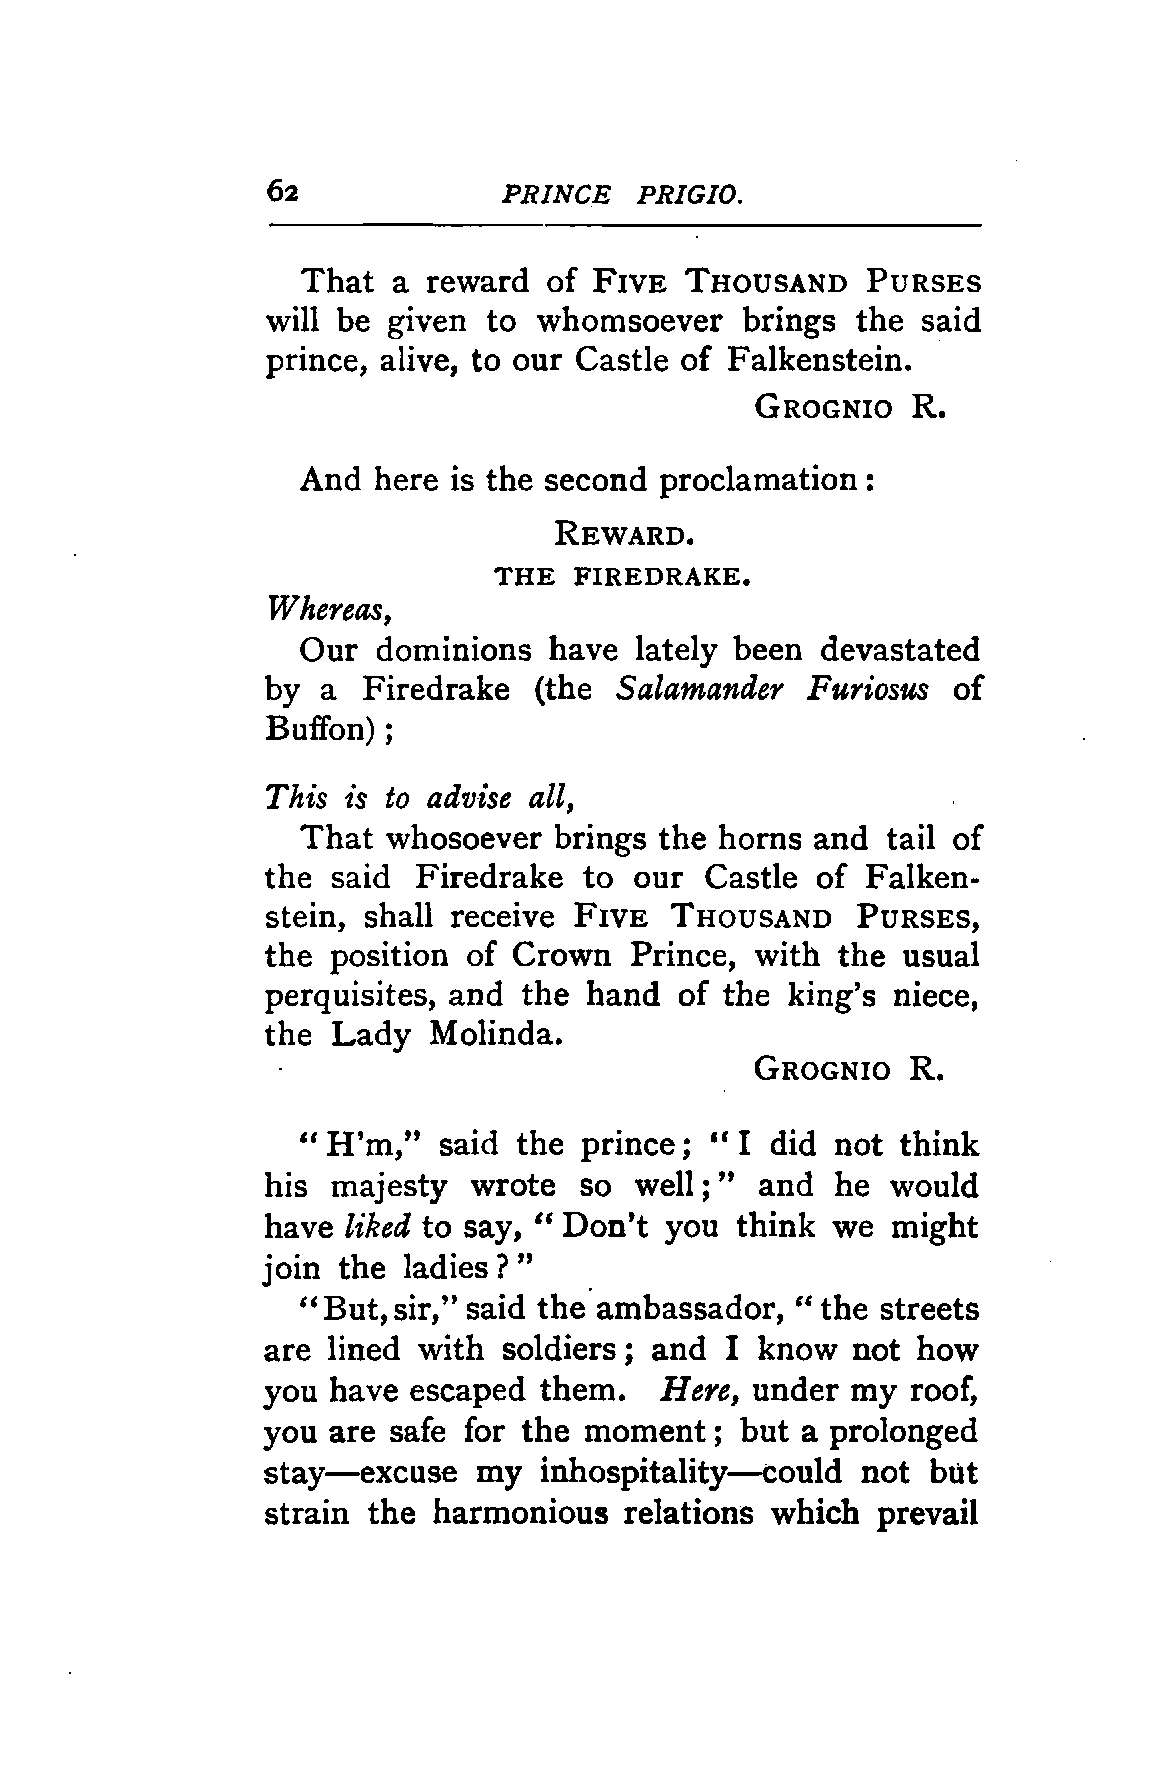 62 PRINCE PRIGIO.
That a reward of FIVE THOUSAND PURSES
will be given to whomsoever brings the said
prince, alive, to our Castle of Falkenstein.
GROGNIO R.
And here is the second proclamation :
REWARD.
THE FIREDRAKE.
Whereas,
Our dominions have lately been devastated
by a Firedrake (the Salamander Furiosus of
Buffon) ;
This is to advise all,
That whosoever brings the horns and tail of
the said Firedrake to our Castle of Falken-
stein, shall receive FIVE THOUSAND PURSES,
the position of Crown Prince, with the usual
perquisites, and the hand of the king's niece,
the Lady Molinda.
GROGNIO R.
“ H'm,” said the prince ; “ I did not think
his majesty wrote so well ; ” and he would
have liked to say, “ Don't you think we might
join the ladies ? ”
“But, sir,” said the ambassador, “ the streets
are lined with soldiers ; and I know not how
you have escaped them. Here, under my roof,
you are safe for the moment ; but a prolonged
stay—excuse my inhospitality—could not but
strain the harmonious relations which prevail